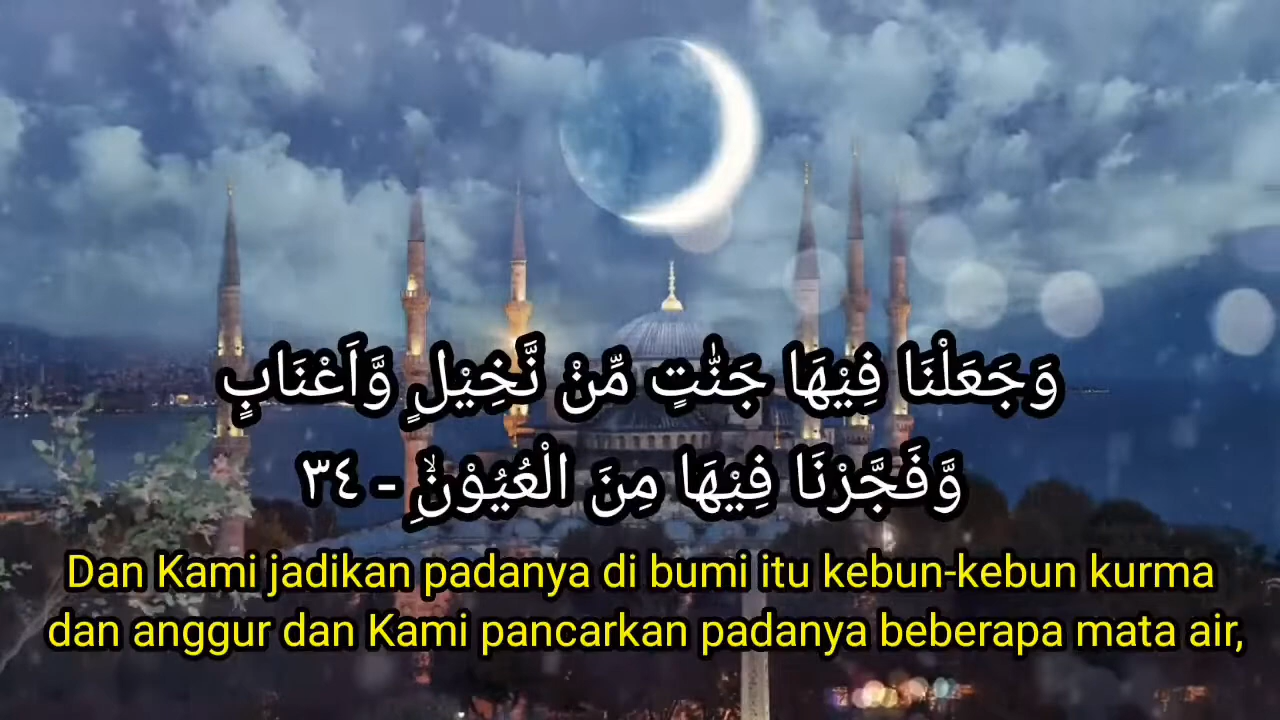 وَجَعَلْنَا فِيْهَا جَنّٰتٍ مِّنْ نَّخِيْلٍ وَّاَعْنَابٍ
وَّفَجَّرْنَا فِيْهَا مِنَ الْعُيُوْنِۙ - ٣٤
Dan Kami jadikan padanya di bumi itu kebun-kebun kurma
dan anggur dan Kami pancarkan padanya beberapa mata air,